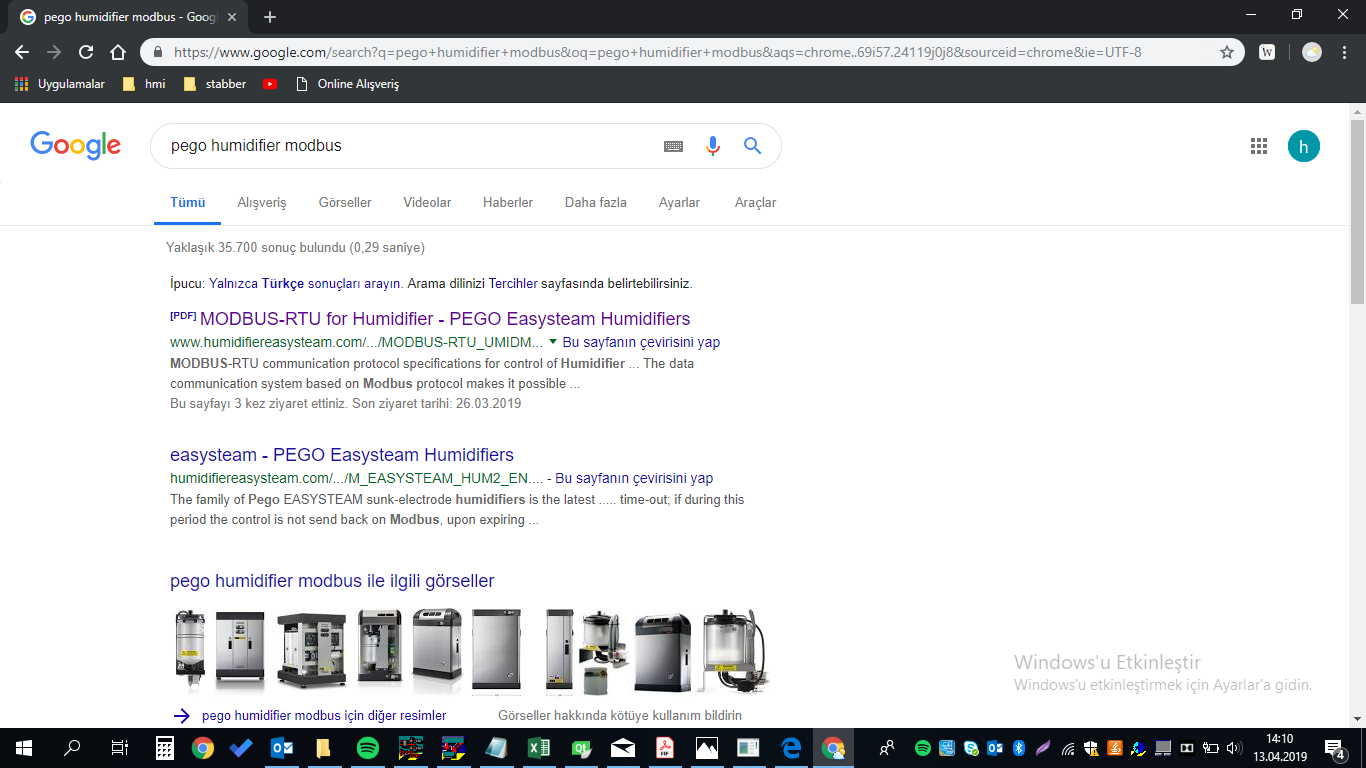 pego humidifier modbus - Goog
https://www.google.com/search?q=pego+humidifier+modbus&oq=pego+humidifier+modbus&aqs=chrome..69i57.24119j0j8&sourceid=chrome&ie=UTF-8
W
Uygulamalar hmi stabber Online Alışveriş
Google
pego humidifier modbus
h
Tümü Alışveriş Görseller Videolar Haberler Daha fazla Ayarlar Araçlar
Yaklaşık 35.700 sonuç bulundu (0,29 saniye)
İpucu: Yalnızca Türkçe sonuçları arayın. Arama dilinizi Tercihler sayfasında belirtebilirsiniz.
[PDF] MODBUS-RTU for Humidifier - PEGO Easysteam Humidifiers
www.humidifiereasysteam.com/.../MODBUS-RTU_UMIDM... Bu sayfanın çevirisini yap
MODBUS-RTU communication protocol specifications for control of Humidifier ... The data
communication system based on Modbus protocol makes it possible ...
Bu sayfayı 3 kez ziyaret ettiniz. Son ziyaret tarihi: 26.03.2019
easysteam - PEGO Easysteam Humidifiers
humidifiereasysteam.com/.../M_EASYSTEAM_HUM2_EN.... - Bu sayfanın çevirisini yap
The family of Pego EASYSTEAM sunk-electrode humidifiers is the latest ..... time-out; if during this
period the control is not send back on Modbus, upon expiring ...
pego humidifier modbus ile ilgili görseller
pego humidifier modbus için diğer resimler Görseller hakkında kötüye kullanım bildirin
Windows'u Etkinleştir
Windows'u etkinleştirmek için Ayarlar'a gidin.
14:10
13.04.2019
4